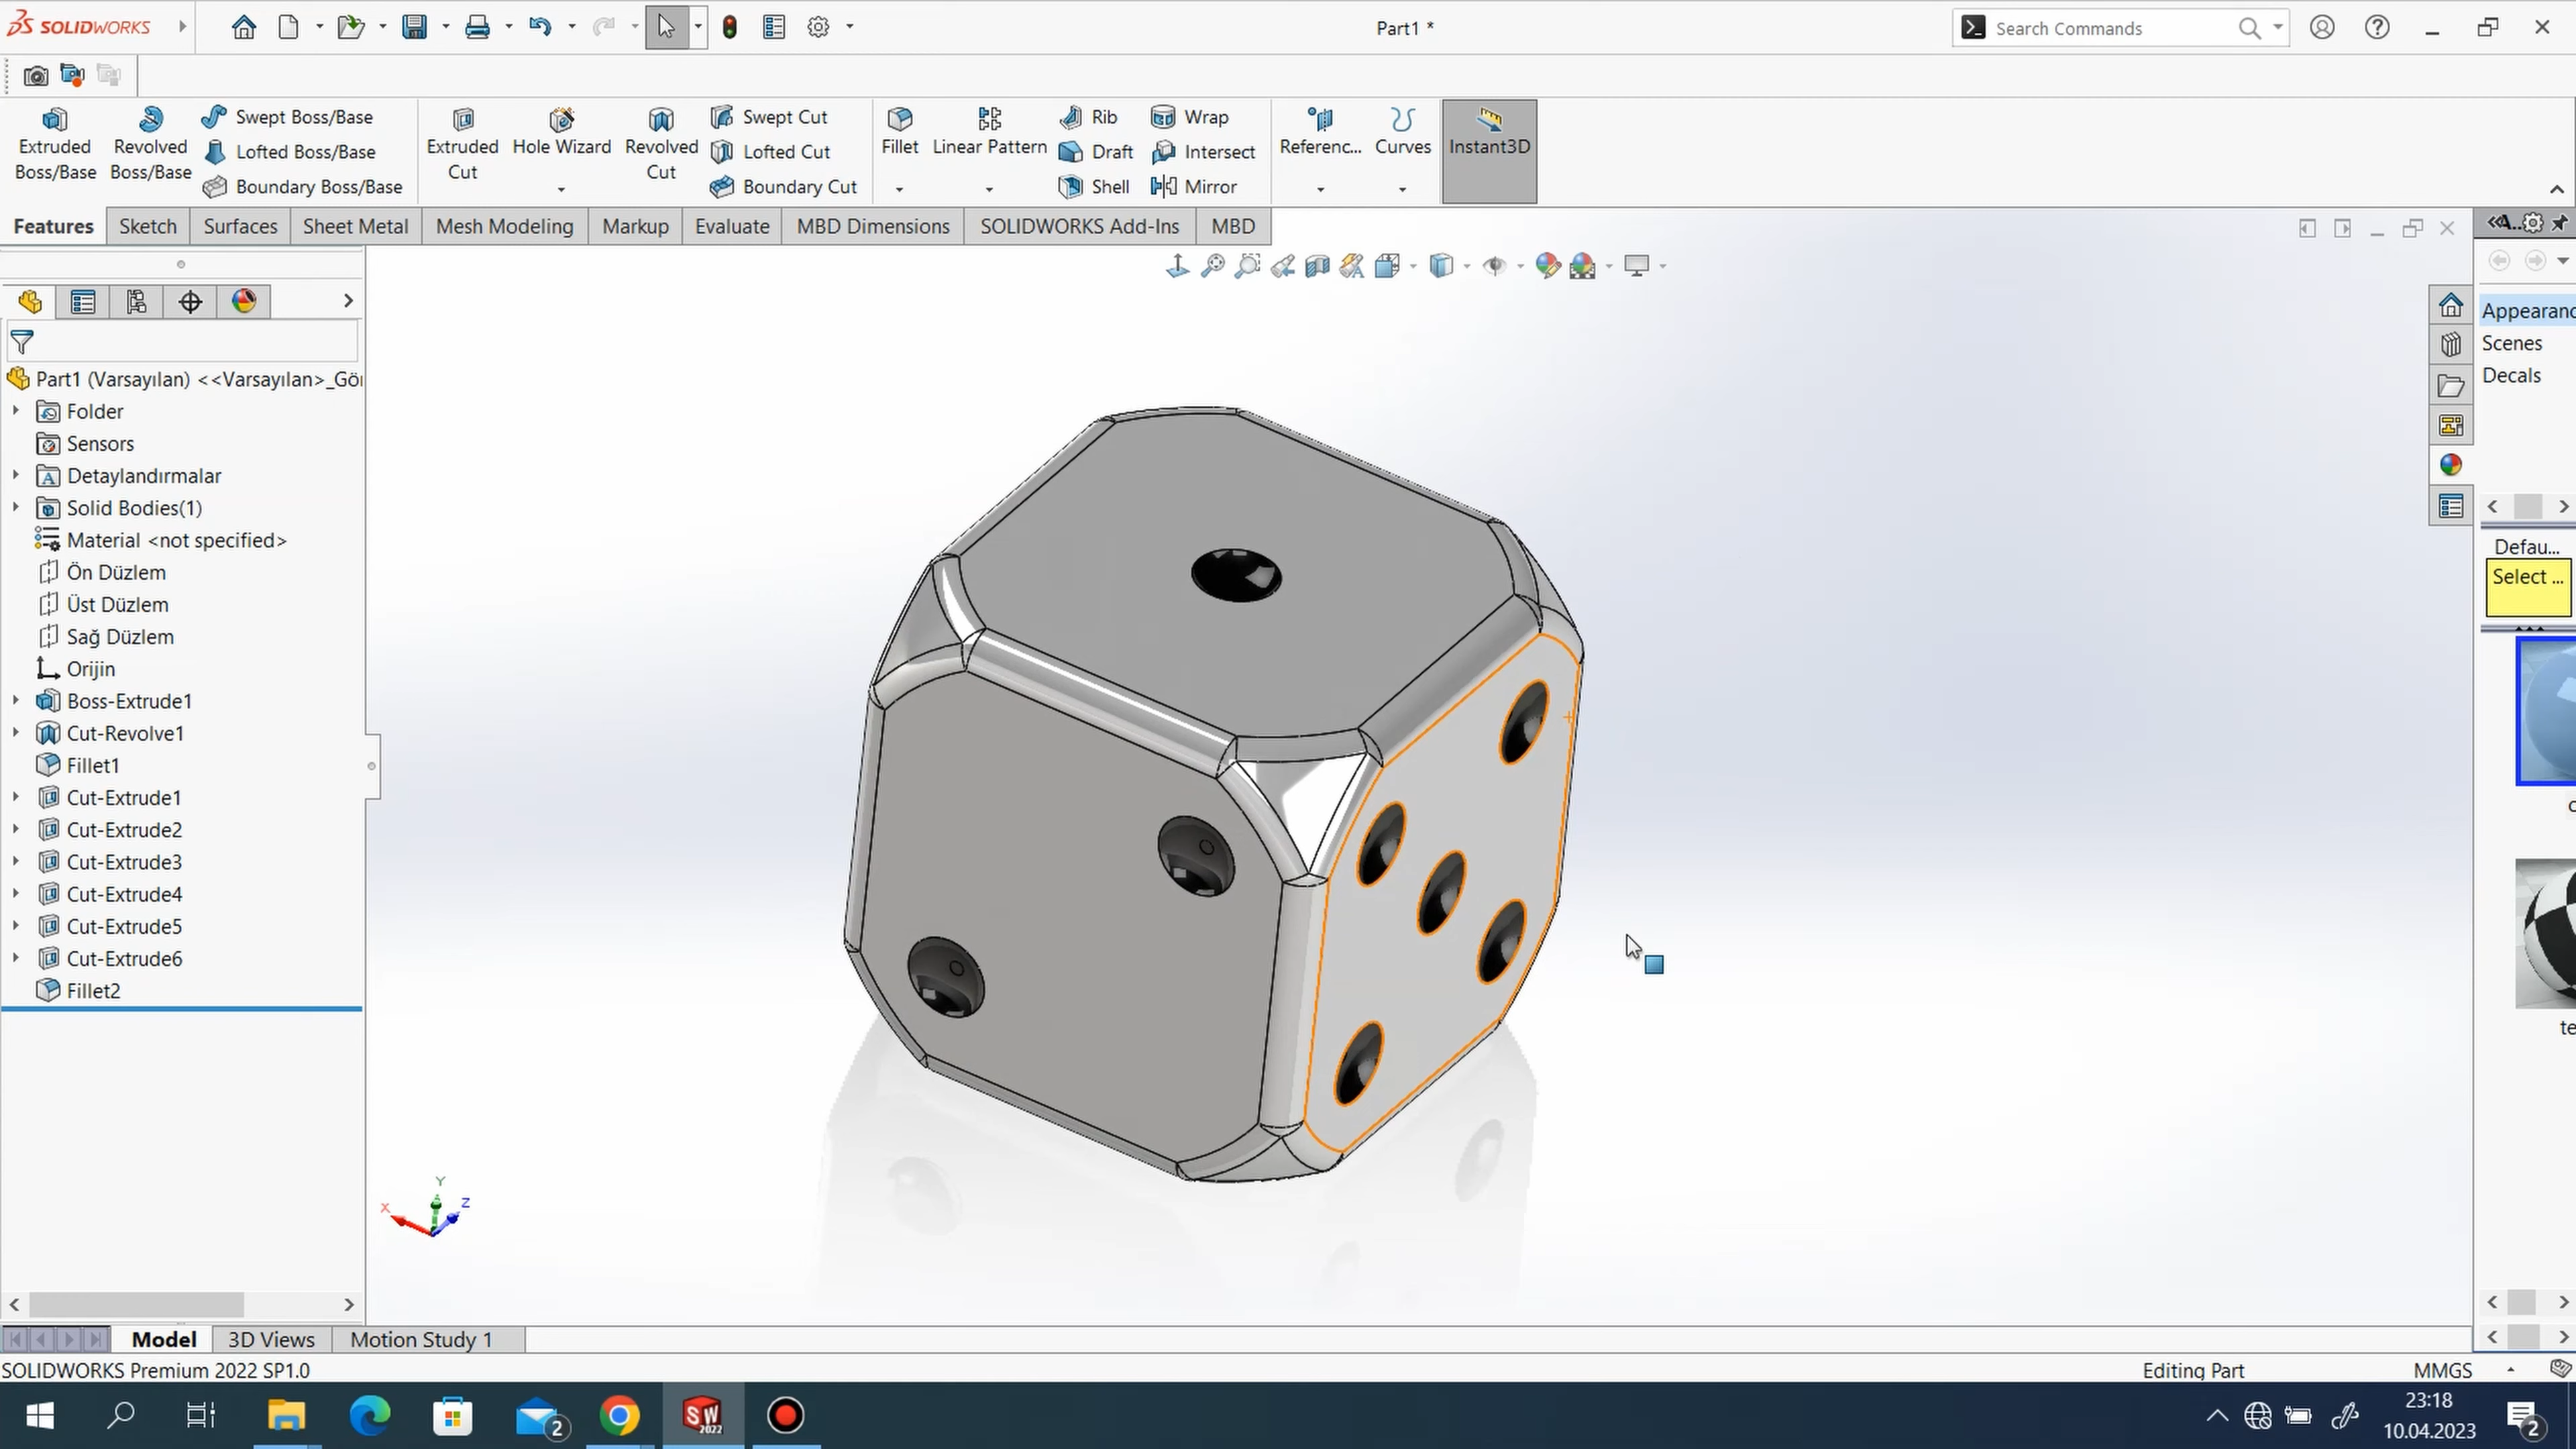 SOLIDWORKS
Part1 *
Search Commands
Extruded Boss/Base
Revolved Boss/Base
Swept Boss/Base
Lofted Boss/Base
Boundary Boss/Base
Extruded Cut
Hole Wizard
Revolved Cut
Swept Cut
Lofted Cut
Boundary Cut
Fillet
Linear Pattern
Rib
Draft
Shell
Wrap
Intersect
Mirror
Referenc...
Curves
Instant3D
Features
Sketch
Surfaces
Sheet Metal
Mesh Modeling
Markup
Evaluate
MBD Dimensions
SOLIDWORKS Add-Ins
MBD
Part1 (Varsayılan) <<Varsayılan>_Gö
Folder
Sensors
Detaylandırmalar
Solid Bodies(1)
Material <not specified>
Ön Düzlem
Üst Düzlem
Sağ Düzlem
Orijin
Boss-Extrude1
Cut-Revolve1
Fillet1
Cut-Extrude1
Cut-Extrude2
Cut-Extrude3
Cut-Extrude4
Cut-Extrude5
Cut-Extrude6
Fillet2
X Y Z
A..
Appearanc
Scenes
Decals
Defau...
Select ...
te
Model
3D Views
Motion Study 1
SOLIDWORKS Premium 2022 SP1.0
Editing Part
MMGS
2
SW
2022
23:18
10.04.2023
2